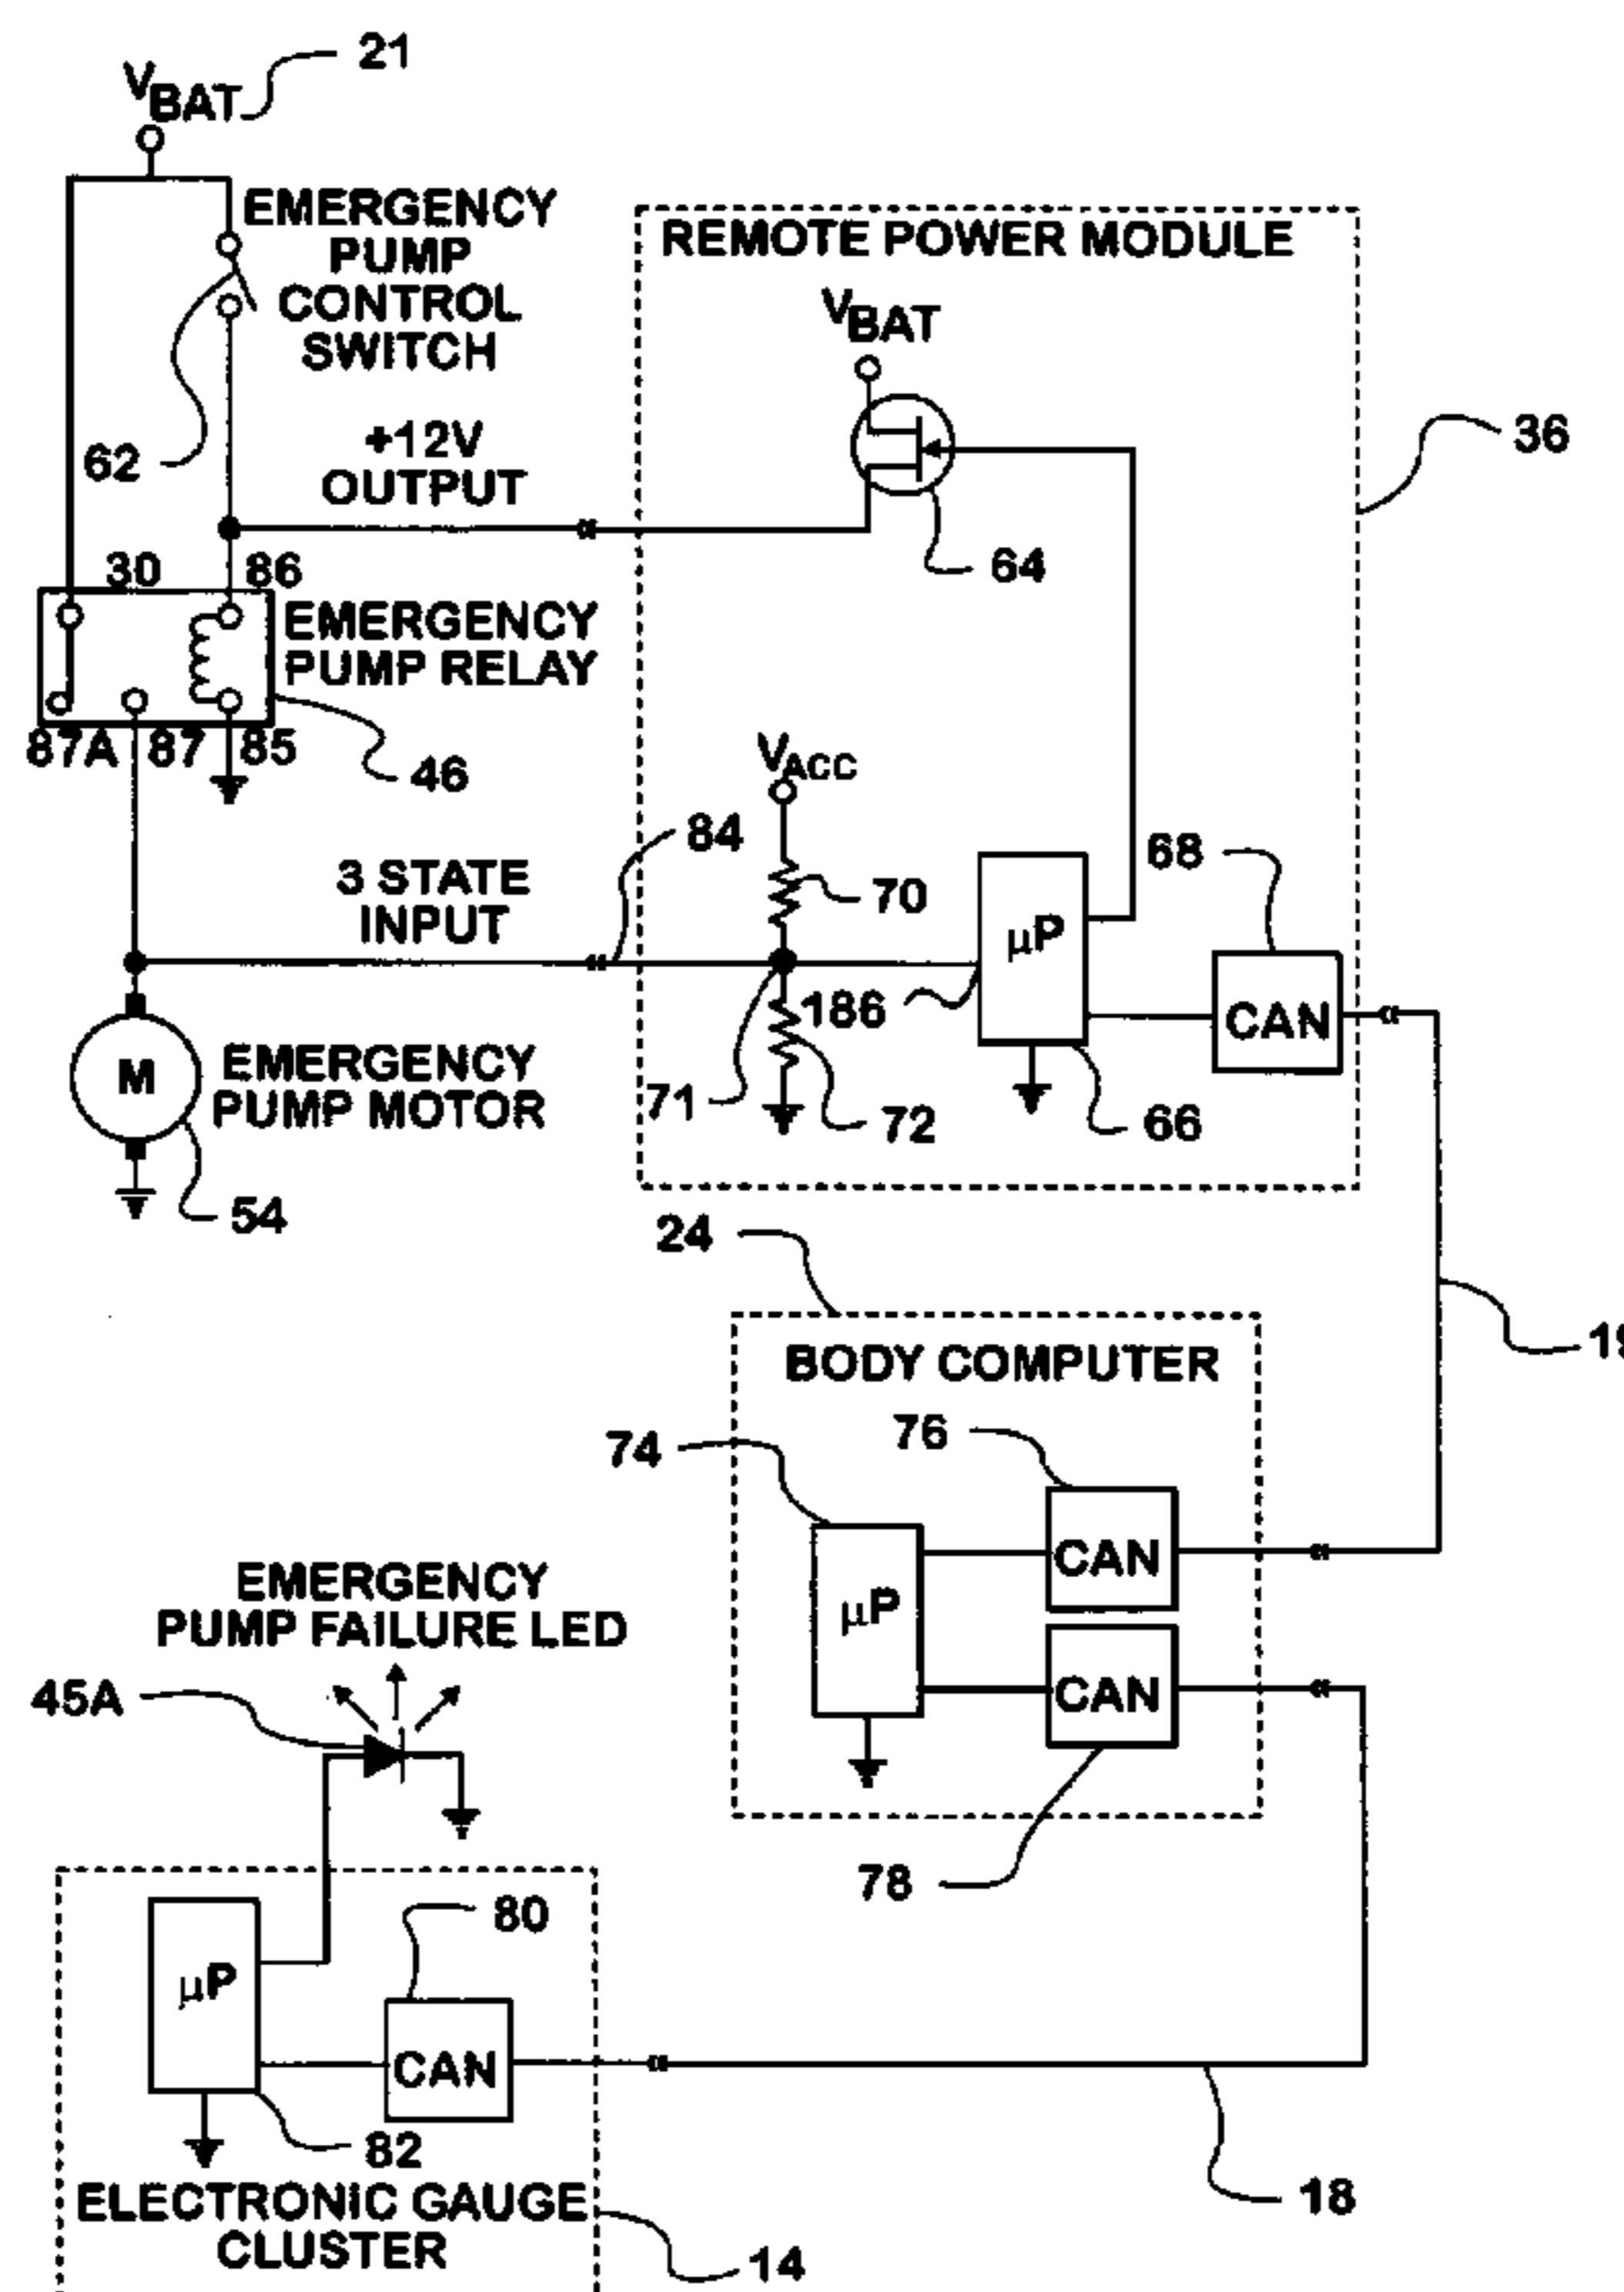 21
VBAT
EMERGENCY
PUMP
CONTROL
SWITCH
62
+12V
OUTPUT
REMOTE POWER MODULE
VBAT
36
64
30
86
EMERGENCY
PUMP RELAY
87A
87
85
46
VACC
84
70
68
3 STATE
INPUT
µP
186
CAN
M
EMERGENCY
PUMP MOTOR
71
72
66
54
24
BODY COMPUTER
76
74
CAN
µP
CAN
78
EMERGENCY
PUMP FAILURE LED
45A
80
µP
CAN
82
ELECTRONIC GAUGE
CLUSTER
18
14